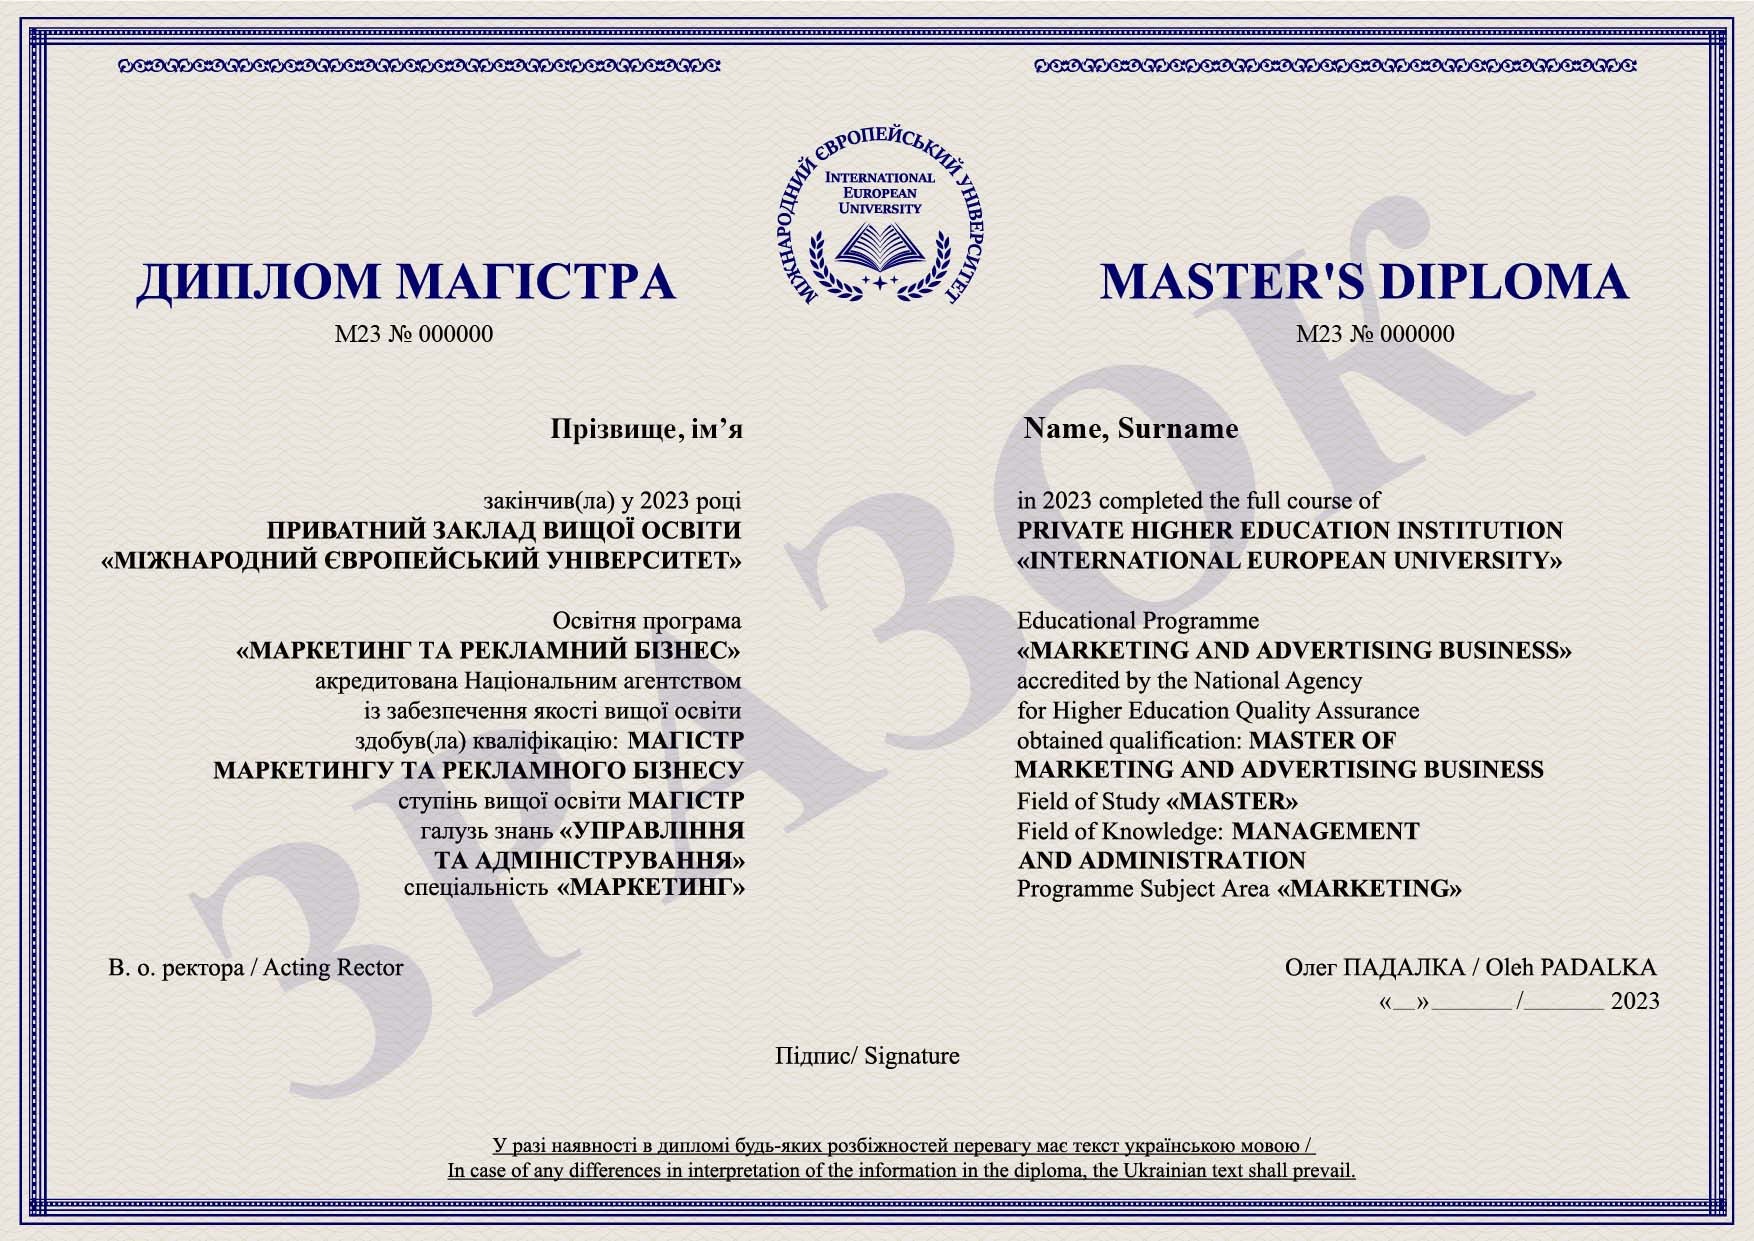 МІЖНАРОДНИЙ ЄВРОПЕЙСЬКИЙ УНІВЕРСИТЕТ
INTERNATIONAL
EUROPEAN
UNIVERSITY
ДИПЛОМ МАГІСТРА
М23 № 000000
Прізвище, ім’я
закінчив(ла) у 2023 році
ПРИВАТНИЙ ЗАКЛАД ВИЩОЇ ОСВІТИ
«МІЖНАРОДНИЙ ЄВРОПЕЙСЬКИЙ УНІВЕРСИТЕТ»
Освітня програма
«МАРКЕТИНГ ТА РЕКЛАМНИЙ БІЗНЕС»
акредитована Національним агентством
із забезпечення якості вищої освіти
здобув(ла) кваліфікацію: МАГІСТР
МАРКЕТИНГУ ТА РЕКЛАМНОГО БІЗНЕСУ
ступінь вищої освіти МАГІСТР
галузь знань «УПРАВЛІННЯ
ТА АДМІНІСТРУВАННЯ»
спеціальність «МАРКЕТИНГ»
MASTER'S DIPLOMA
M23 № 000000
Name, Surname
in 2023 completed the full course of
PRIVATE HIGHER EDUCATION INSTITUTION
«INTERNATIONAL EUROPEAN UNIVERSITY»
Educational Programme
«MARKETING AND ADVERTISING BUSINESS»
accredited by the National Agency
for Higher Education Quality Assurance
obtained qualification: MASTER OF
MARKETING AND ADVERTISING BUSINESS
Field of Study «MASTER»
Field of Knowledge: MANAGEMENT
AND ADMINISTRATION
Programme Subject Area «MARKETING»
ЗРАЗОК
В. о. ректора / Acting Rector
Олег ПАДАЛКА / Oleh PADALKA
«__»_______ /_______ 2023
Підпис/ Signature
У разі наявності в дипломі будь-яких розбіжностей перевагу має текст українською мовою /
In case of any differences in interpretation of the information in the diploma, the Ukrainian text shall prevail.